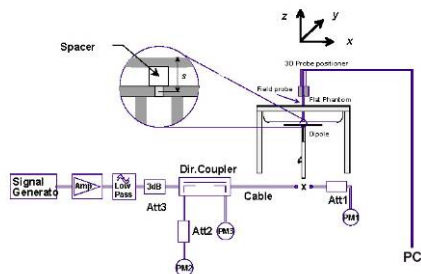 z
y
x
Spacer
s
3D Probe positioner
Field probe
Flat Phantom
Dipole
Signal
Generato
Amp
Low
Pass
3dB
Att3
Dir.Coupler
Cable
x
Att1
PM1
Att2
PM3
PM2
PC